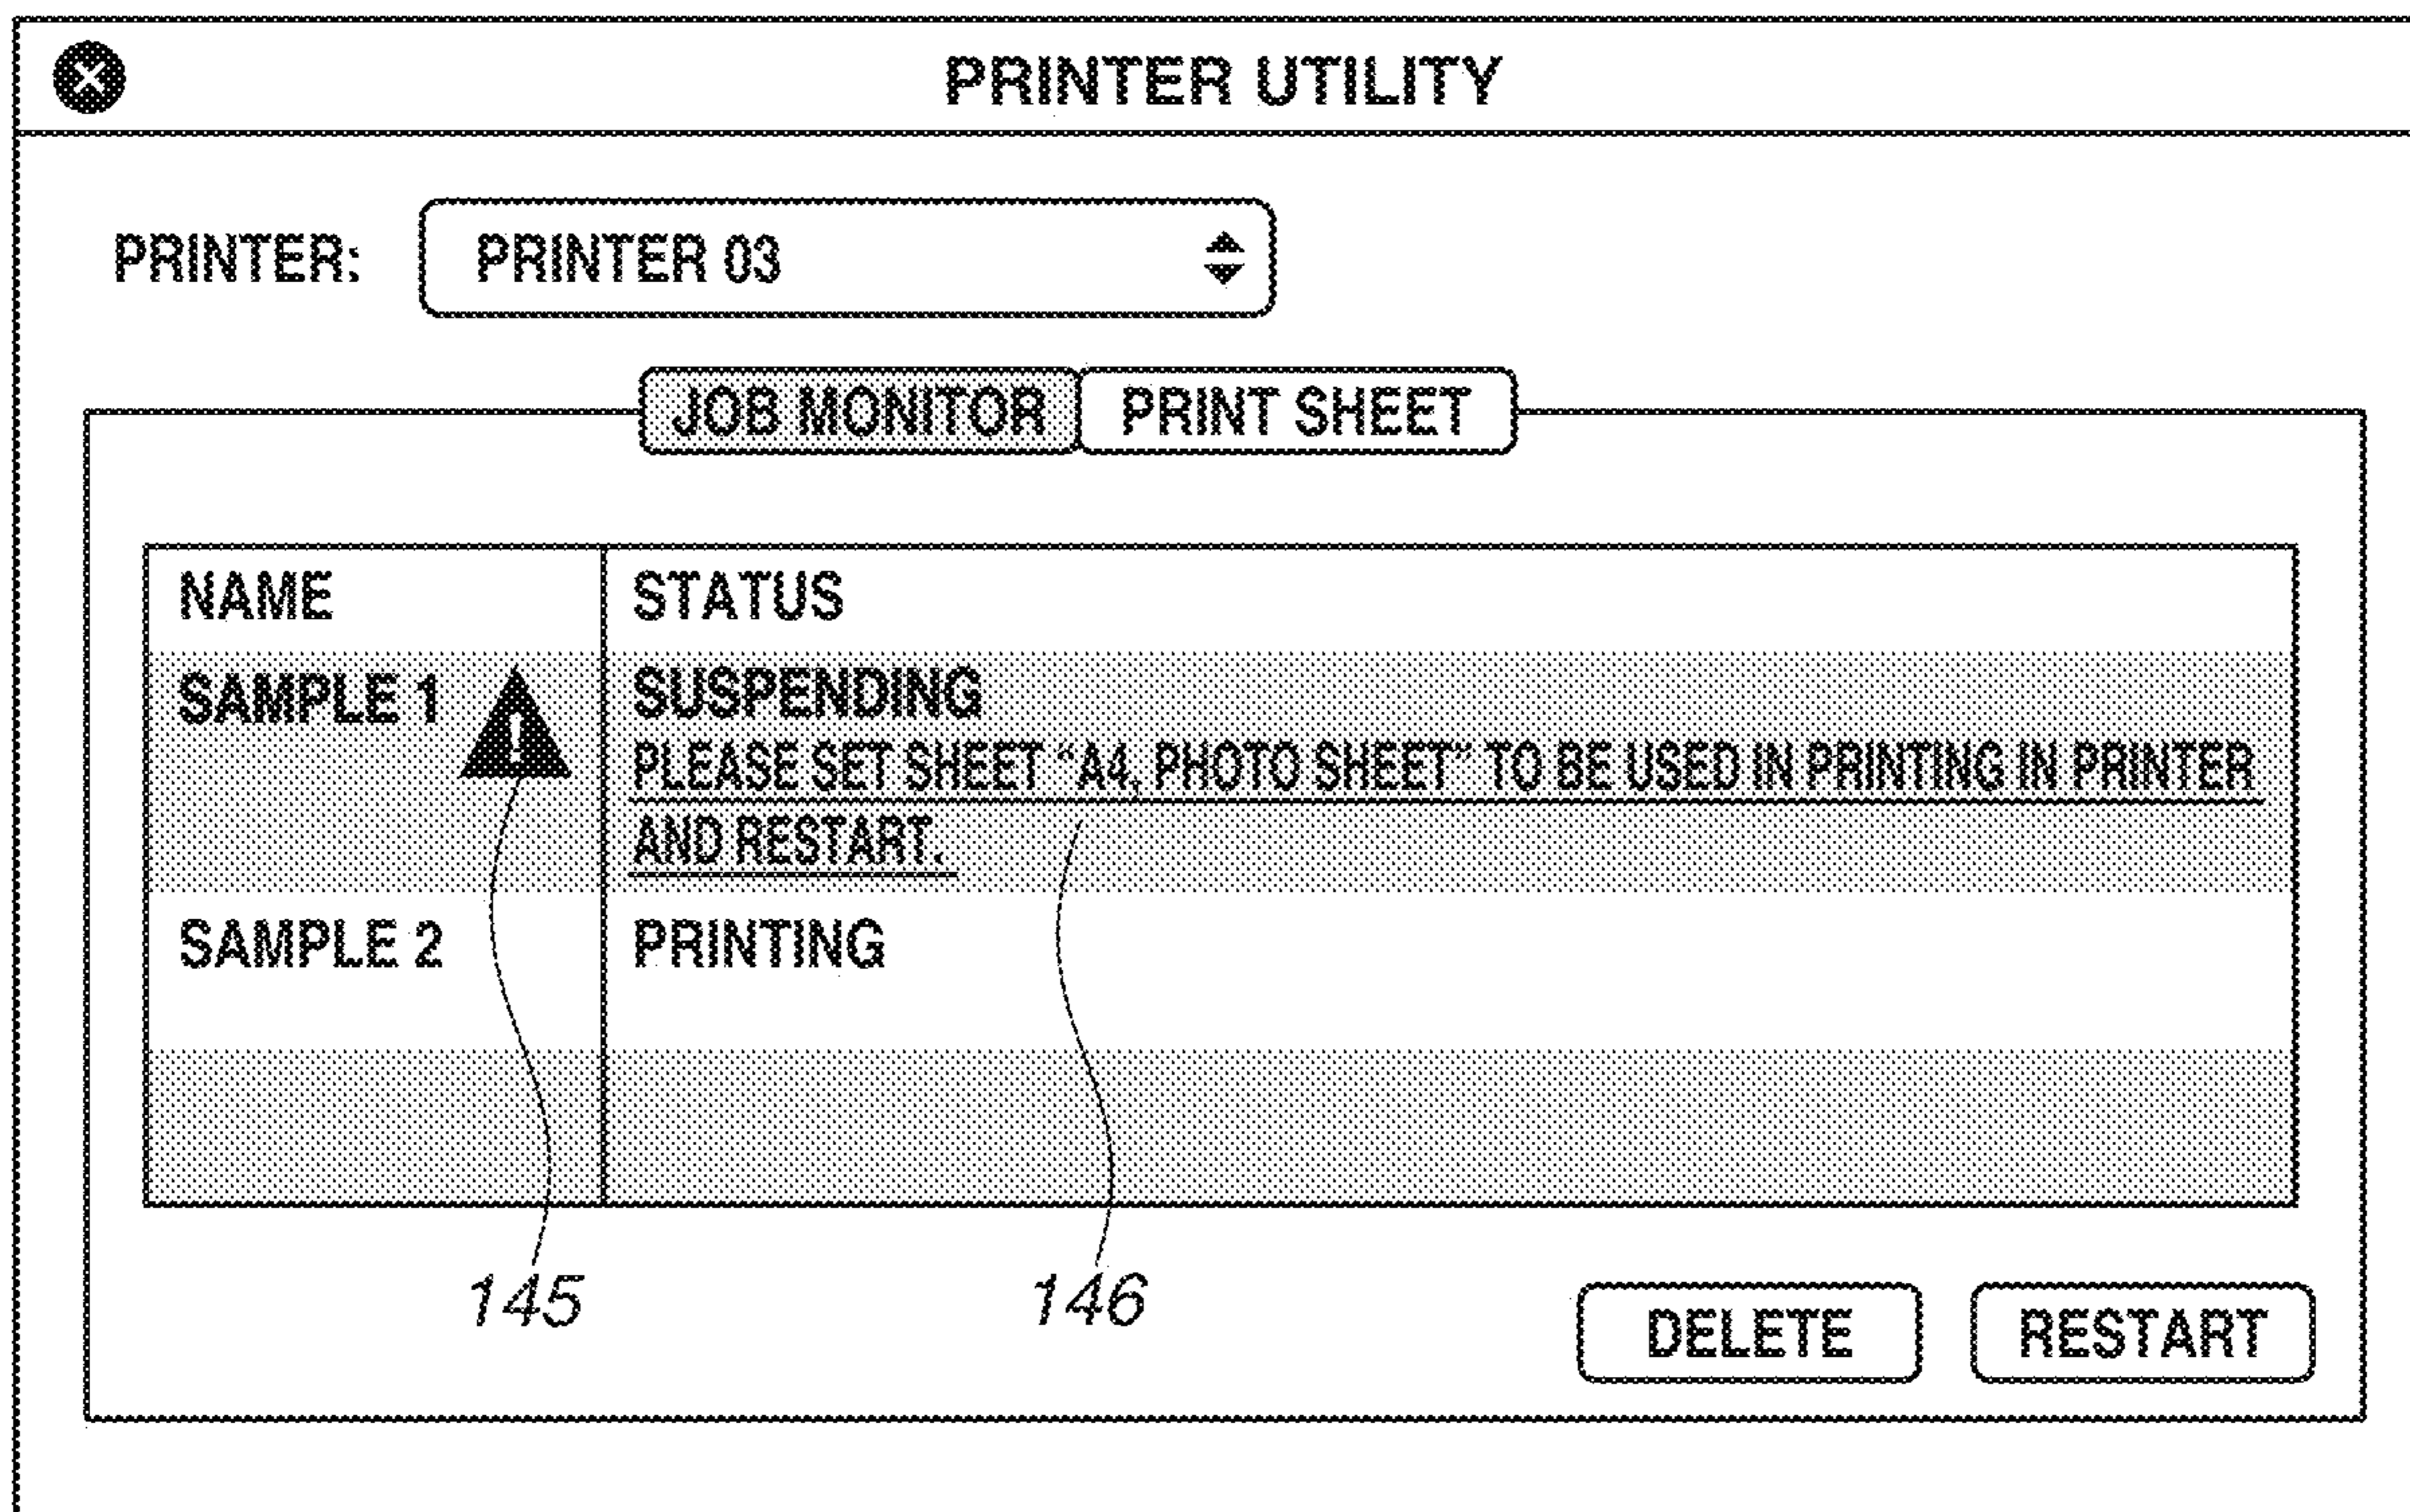 PRINTER UTILITY
PRINTER: PRINTER 03
JOB MONITOR PRINT SHEET
NAME STATUS
SAMPLE 1 SUSPENDING
PLEASE SET SHEET “A4, PHOTO SHEET” TO BE USED IN PRINTING IN PRINTER
AND RESTART.
SAMPLE 2 PRINTING
145 146
DELETE RESTART